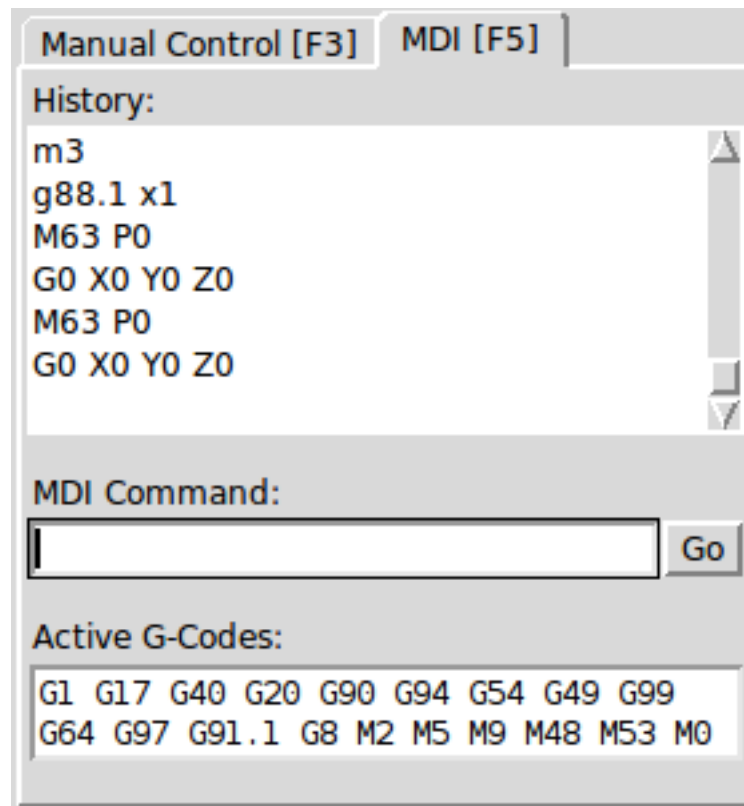 Manual Control [F3] MDI [F5]
History:
m3
g88.1 x1
M63 P0
G0 X0 Y0 Z0
M63 P0
G0 X0 Y0 Z0
MDI Command:
Go
Active G-Codes:
G1 G17 G40 G20 G90 G94 G54 G49 G99
G64 G97 G91.1 G8 M2 M5 M9 M48 M53 M0